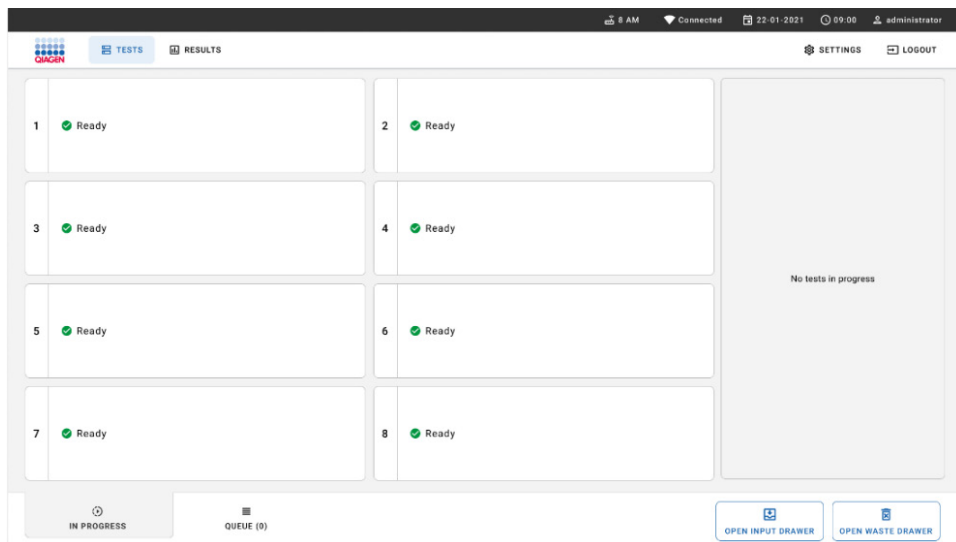 8 AM Connected 22-01-2021 09:00 administrator
QIAGEN TESTS RESULTS SETTINGS LOGOUT
1 Ready
2 Ready
3 Ready
4 Ready
No tests in progress
5 Ready
6 Ready
7 Ready
8 Ready
IN PROGRESS
QUEUE (0)
OPEN INPUT DRAWER
OPEN WASTE DRAWER